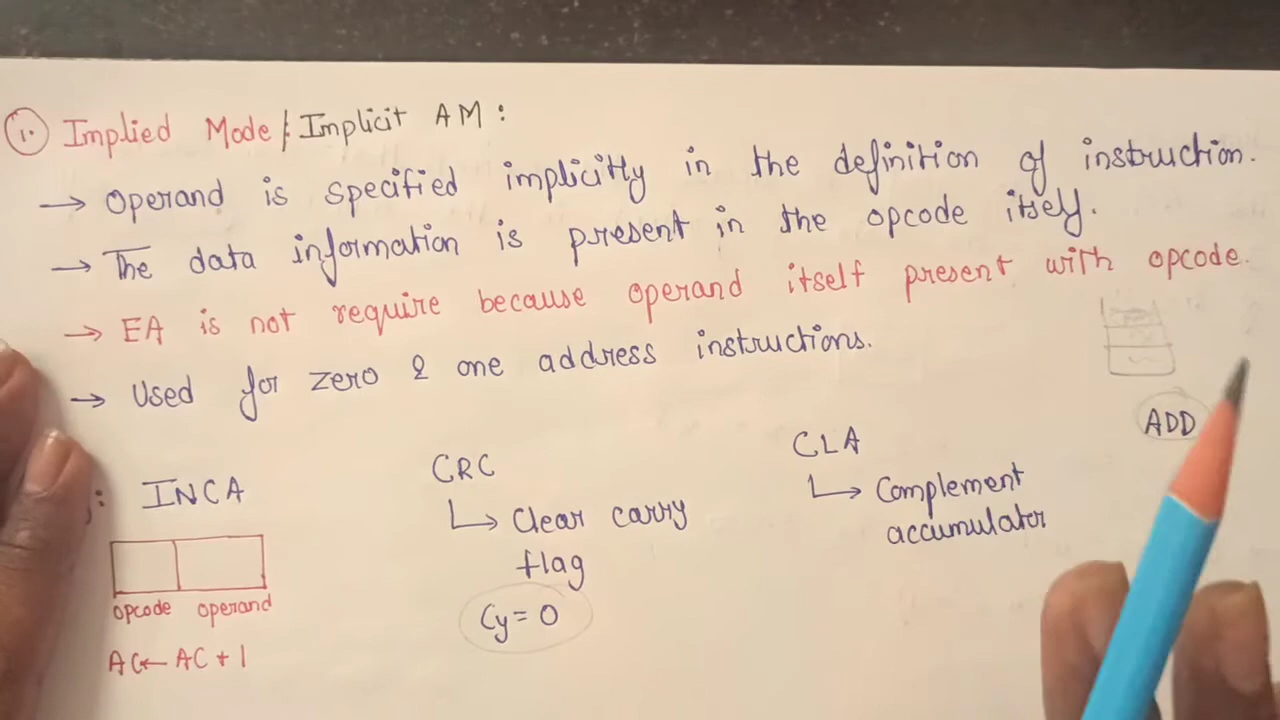 1. Implied Mode / Implicit AM :
→ Operand is specified implicitly in the definition of instruction.
→ The data information is present in the opcode itself.
→ EA is not require because operand itself present with opcode.
→ Used for zero & one address instructions.
INCA
opcode operand
AC ← AC + 1
CRC
↳ Clear carry
flag
Cy = 0
CLA
↳ Complement
accumulator
ADD